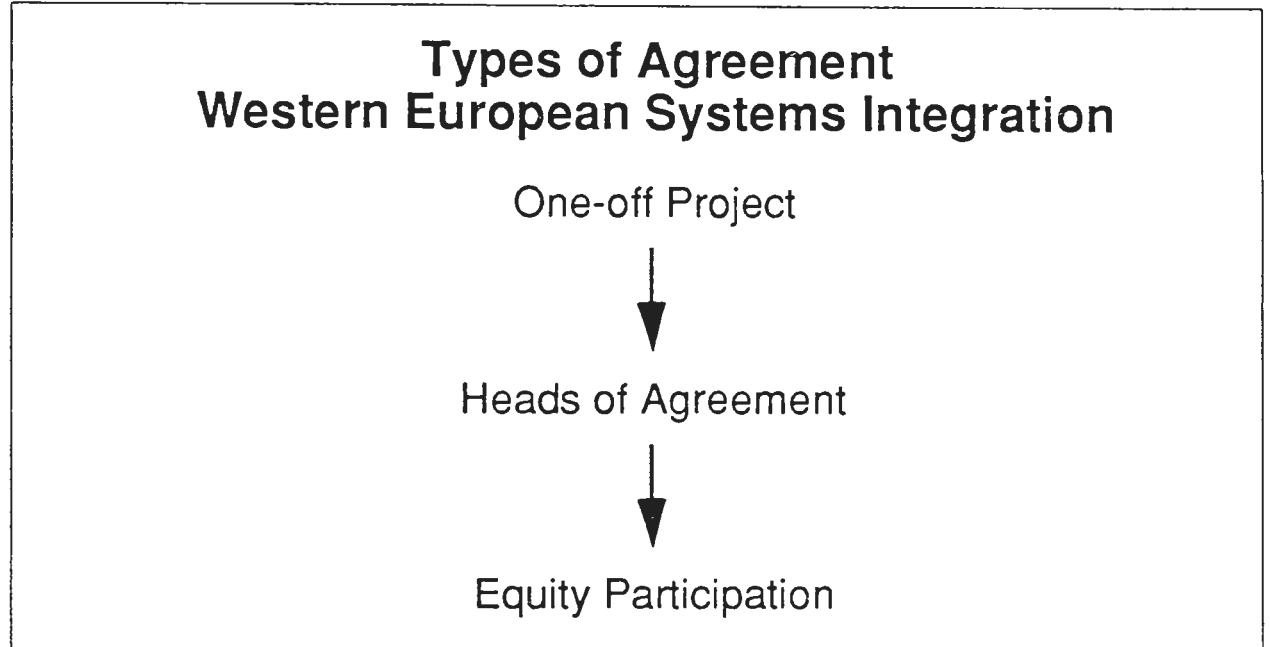 Types of Agreement
Western European Systems Integration
One-off Project
Heads of Agreement
Equity Participation